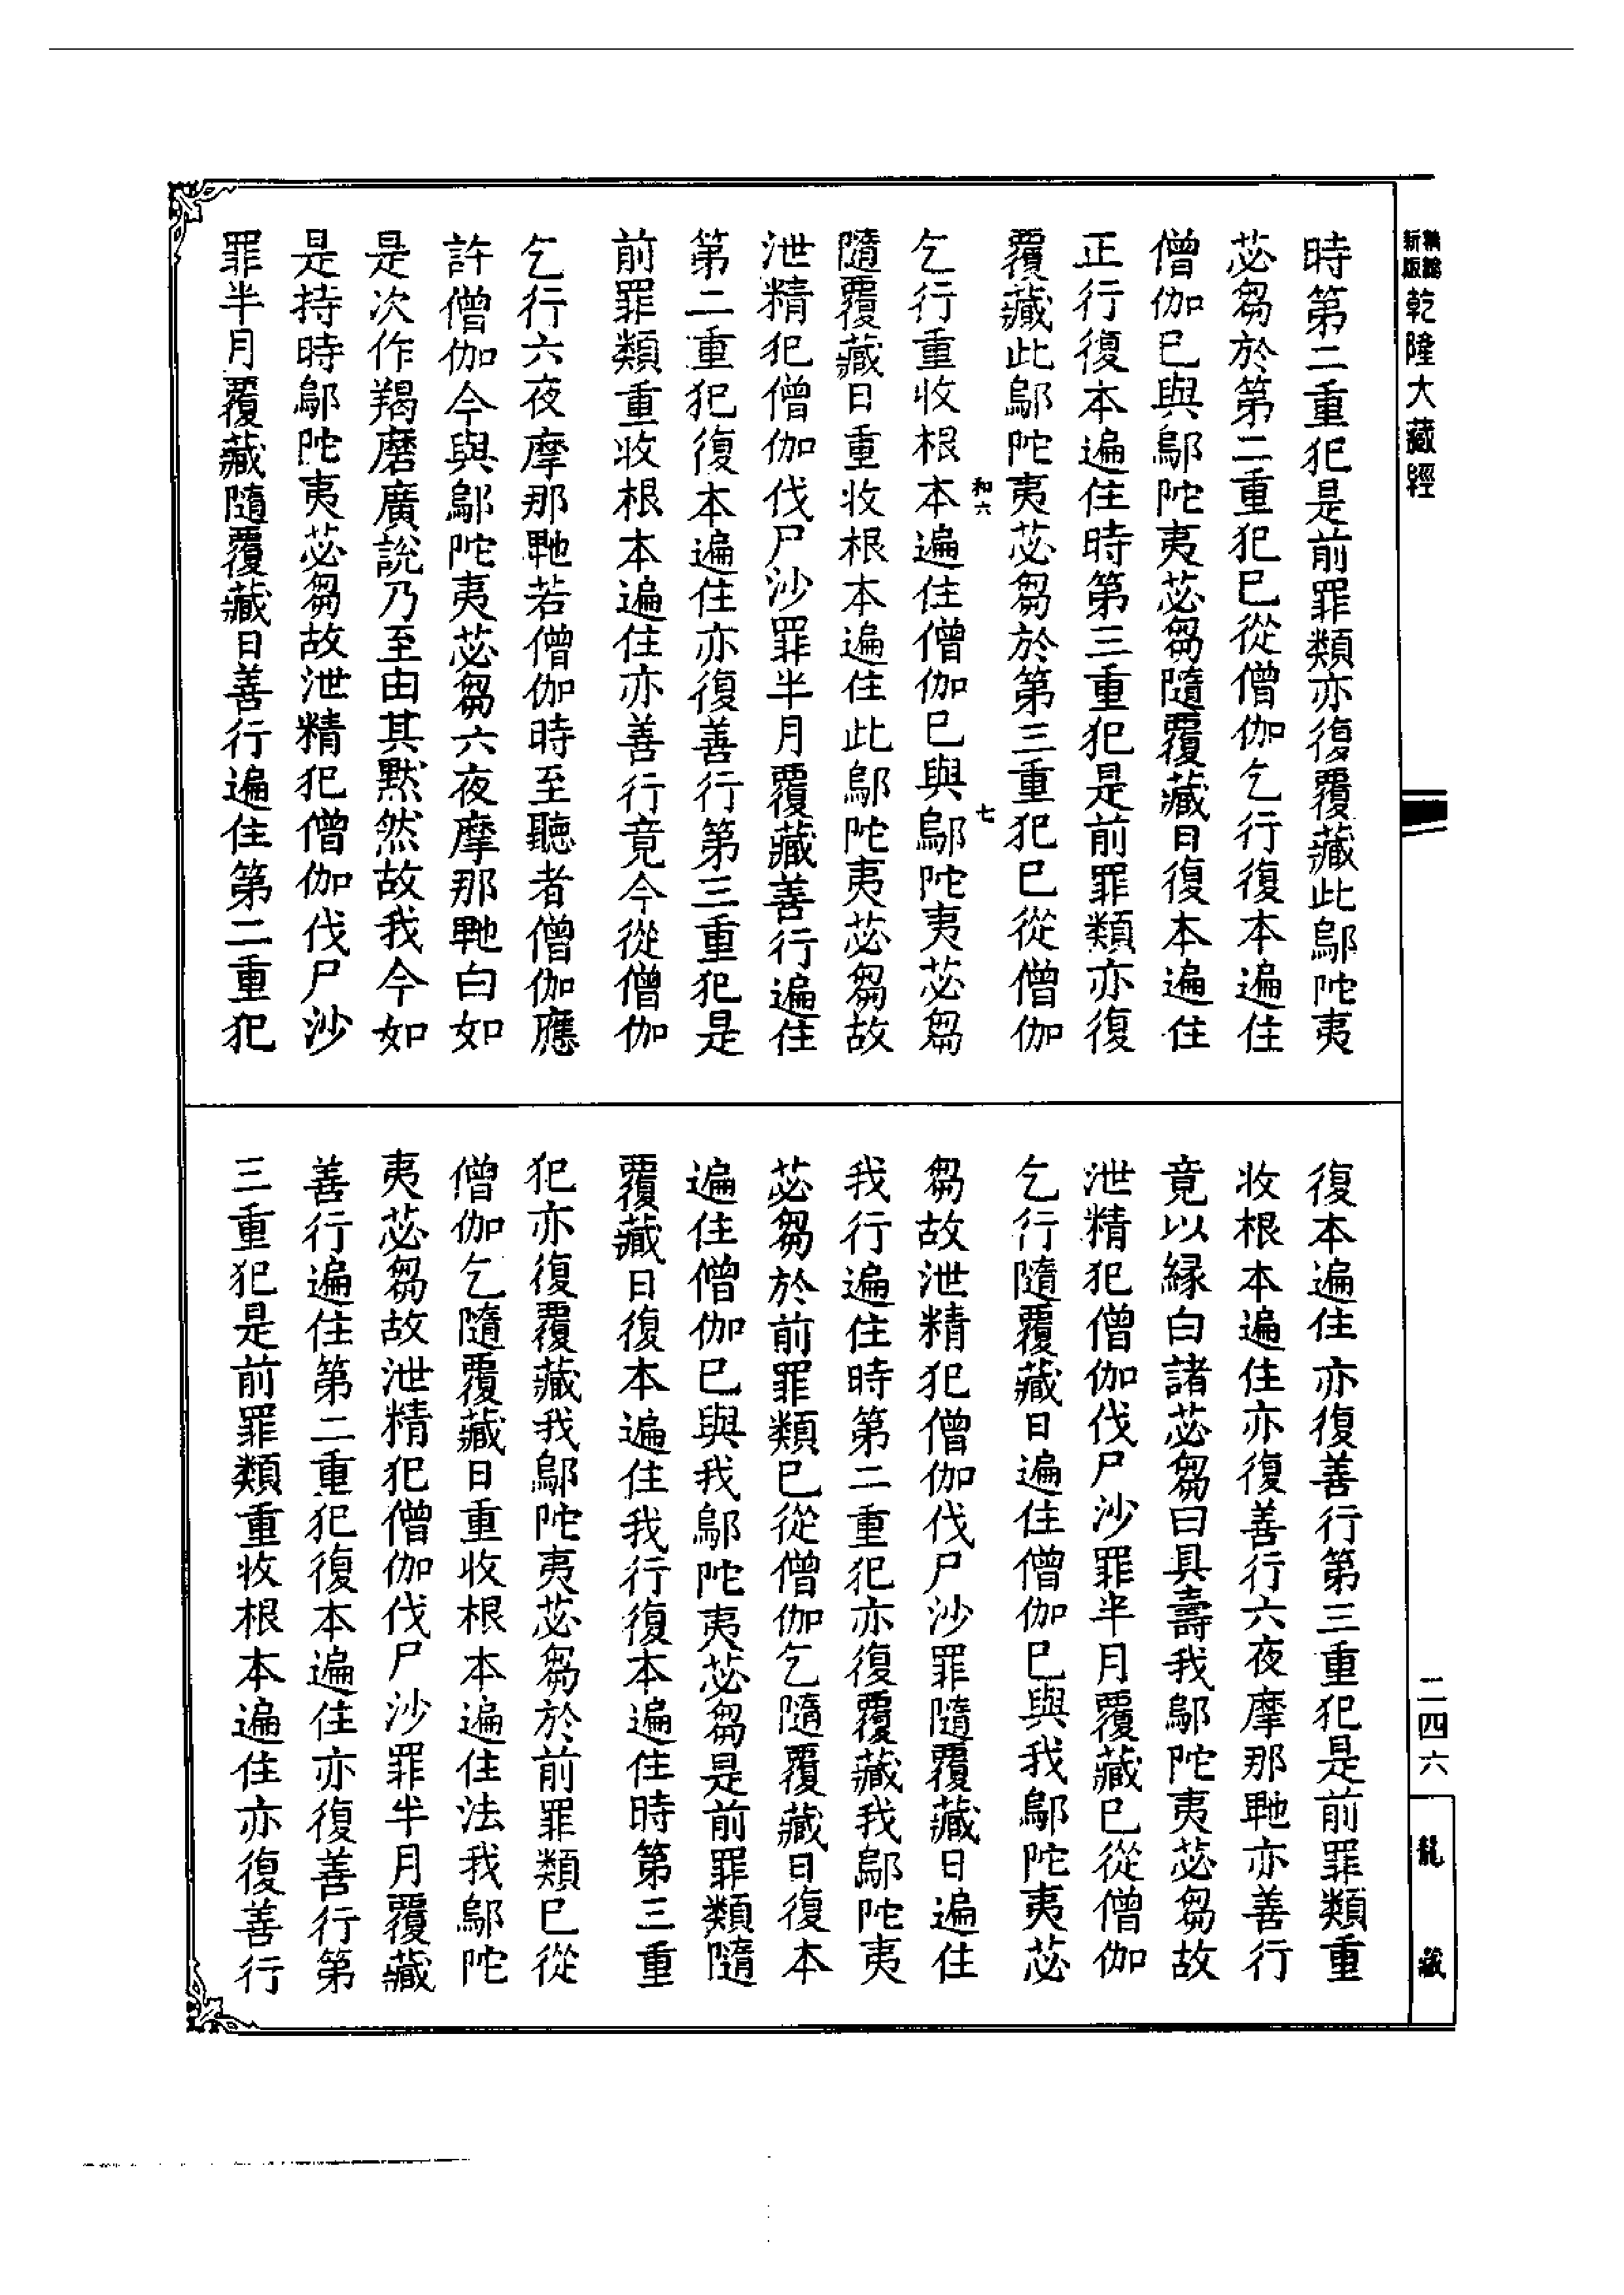 新版精縮乾隆大藏經
時第二重犯是前罪類亦復覆藏此鄔陀夷
苾芻於第二重犯已從僧伽乞行復本遍住
僧伽已與鄔陀夷苾芻隨覆藏日復本遍住
正行復本遍住時第三重犯是前罪類亦復
覆藏此鄔陀夷苾芻於第三重犯已從僧伽
和六
七
乞行重收根本遍住僧伽已與鄔陀夷苾芻
隨覆藏日重收根本遍住此鄔陀夷苾芻故
泄精犯僧伽伐尸沙罪半月覆藏善行遍住
第二重犯復本遍住亦復善行第三重犯是
前罪類重收根本遍住亦善行竟今從僧伽
乞行六夜摩那𭉨若僧伽時至聽者僧伽應
許僧伽今與鄔陀夷苾芻六夜摩那𭉨白如
是次作羯磨廣說乃至由其默然故我今如
是持時鄔陀夷苾芻故泄精犯僧伽伐尸沙
罪半月覆藏隨覆藏日善行遍住第二重犯
復本遍住亦復善行第三重犯是前罪類重
收根本遍住亦復善行六夜摩那𭉨亦善行
竟以緣白諸苾芻曰具壽我鄔陀夷苾芻故
泄精犯僧伽伐尸沙罪半月覆藏已從僧伽
乞行隨覆藏日遍住僧伽已與我鄔陀夷苾
芻故泄精犯僧伽伐尸沙罪隨覆藏日遍住
我行遍住時第二重犯亦復覆藏我鄔陀夷
苾芻於前罪類已從僧伽乞隨覆藏日復本
遍住僧伽已與我鄔陀夷苾芻是前罪類隨
覆藏日復本遍住我行復本遍住時第三重
犯亦復覆藏我鄔陀夷苾芻於前罪類已從
僧伽乞隨覆藏日重收根本遍住法我鄔陀
夷苾芻故泄精犯僧伽伐尸沙罪半月覆藏
善行遍住第二重犯復本遍住亦復善行第
三重犯是前罪類重收根本遍住亦復善行
二四六
龍藏